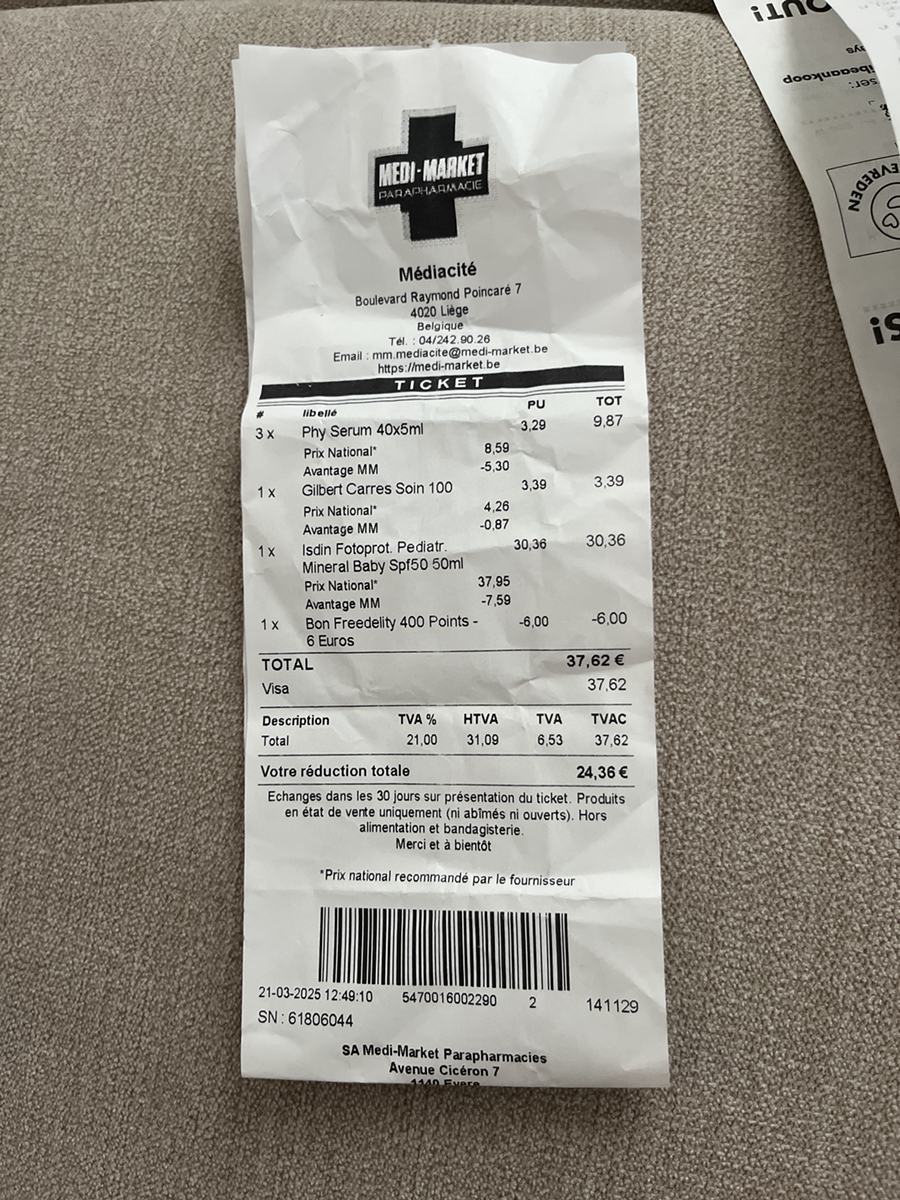 MEDI-MARKET
PARAPHARMACIE
Médiacité
Boulevard Raymond Poincaré 7
4020 Liège
Belgique
Tél. : 04/242.90.26
Email : mm.mediacite@medi-market.be
https://medi-market.be
TICKET
# libellé PU TOT
3 x Phy Serum 40x5ml 3,29 9,87
Prix National* 8,59
Avantage MM -5,30
1 x Gilbert Carres Soin 100 3,39 3,39
Prix National* 4,26
Avantage MM -0,87
1 x Isdin Fotoprot. Pediatr. 30,36 30,36
Mineral Baby Spf50 50ml
Prix National* 37,95
Avantage MM -7,59
1 x Bon Freedelity 400 Points - -6,00 -6,00
6 Euros
TOTAL 37,62 €
Visa 37,62
Description TVA % HTVA TVA TVAC
Total 21,00 31,09 6,53 37,62
Votre réduction totale 24,36 €
Echanges dans les 30 jours sur présentation du ticket. Produits
en état de vente uniquement (ni abîmés ni ouverts). Hors
alimentation et bandagisterie.
Merci et à bientôt
*Prix national recommandé par le fournisseur
21-03-2025 12:49:10 5470016002290 2 141129
SN : 61806044
SA Medi-Market Parapharmacies
Avenue Cicéron 7
1140 Evere